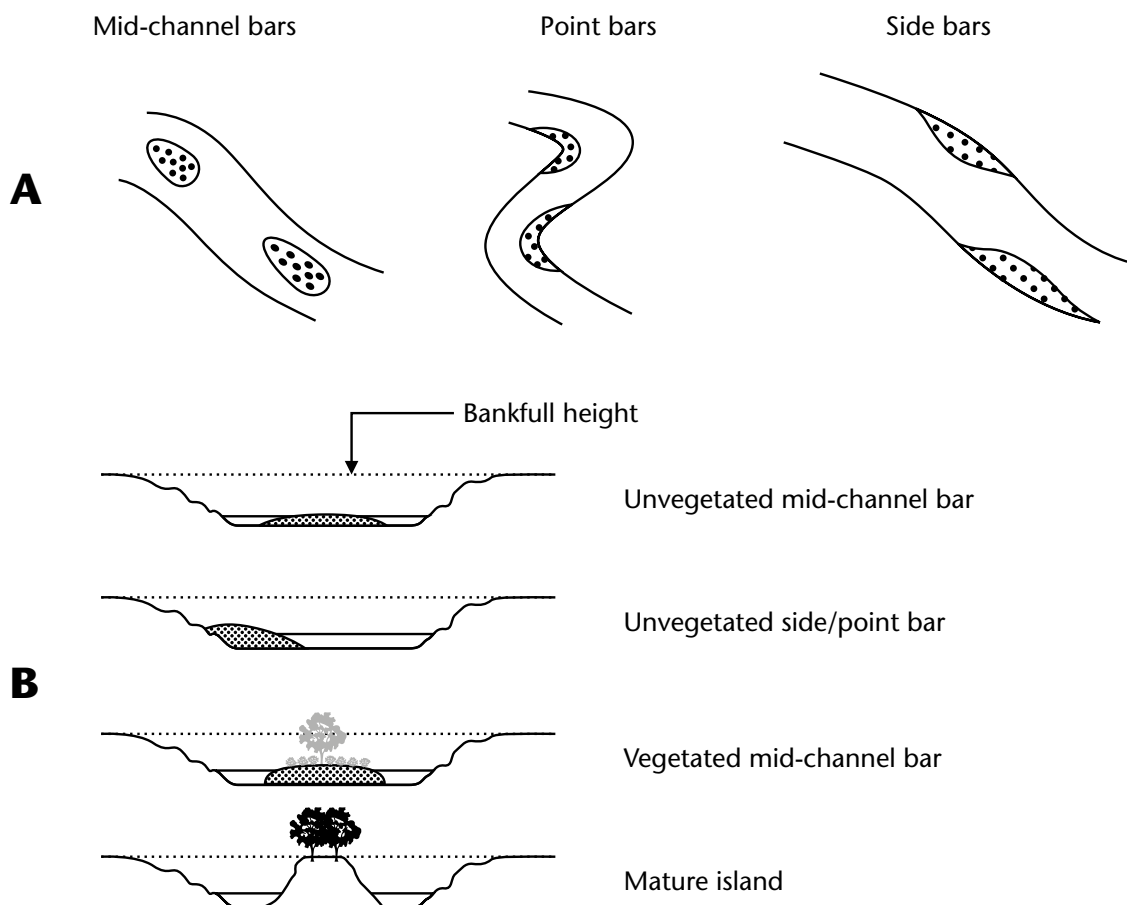 Mid-channel bars
Point bars
Side bars
A
Bankfull height
Unvegetated mid-channel bar
Unvegetated side/point bar
B
Vegetated mid-channel bar
Mature island